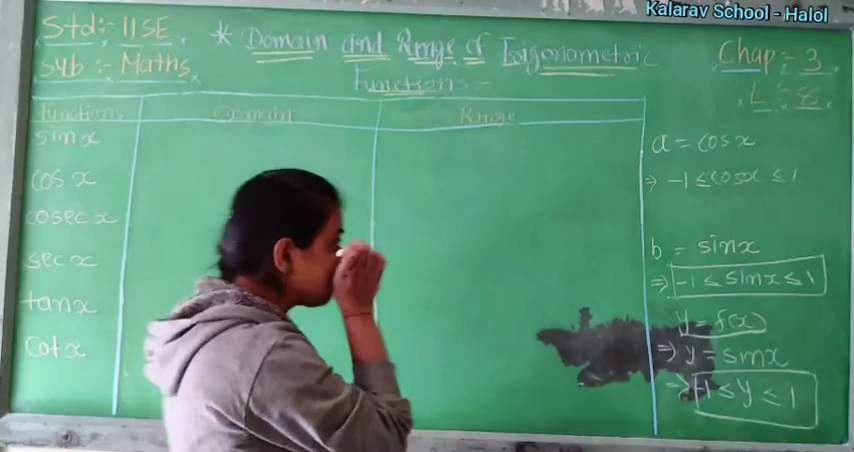 Kalarav School - Halol
Std:- 11SE
Sub :- Maths
* Domain and Range of Trigonometric
Functions :-
Chap :- 3
L :- 8
Functions Domain Range
sin x
cos x
cosec x
sec x
tan x
cot x
a = cos x
⇒ -1 ≤ cos x ≤ 1
b = sin x
⇒ -1 ≤ sin x ≤ 1
y = f(x)
⇒ y = sin x
⇒ -1 ≤ y ≤ 1